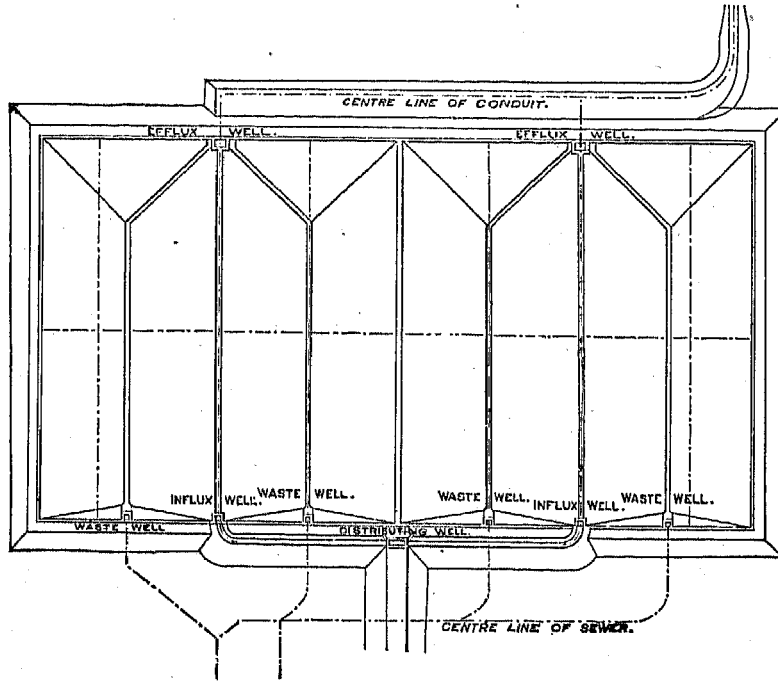 CENTRE LINE OF CONDUIT.
EFFLUX WELL.
EFFLUX WELL.
INFLUX WELL.
WASTE WELL.
WASTE WELL.
INFLUX WELL.
WASTE WELL.
WASTE WELL
DISTRIBUTING WELL.
CENTRE LINE OF SEWER.